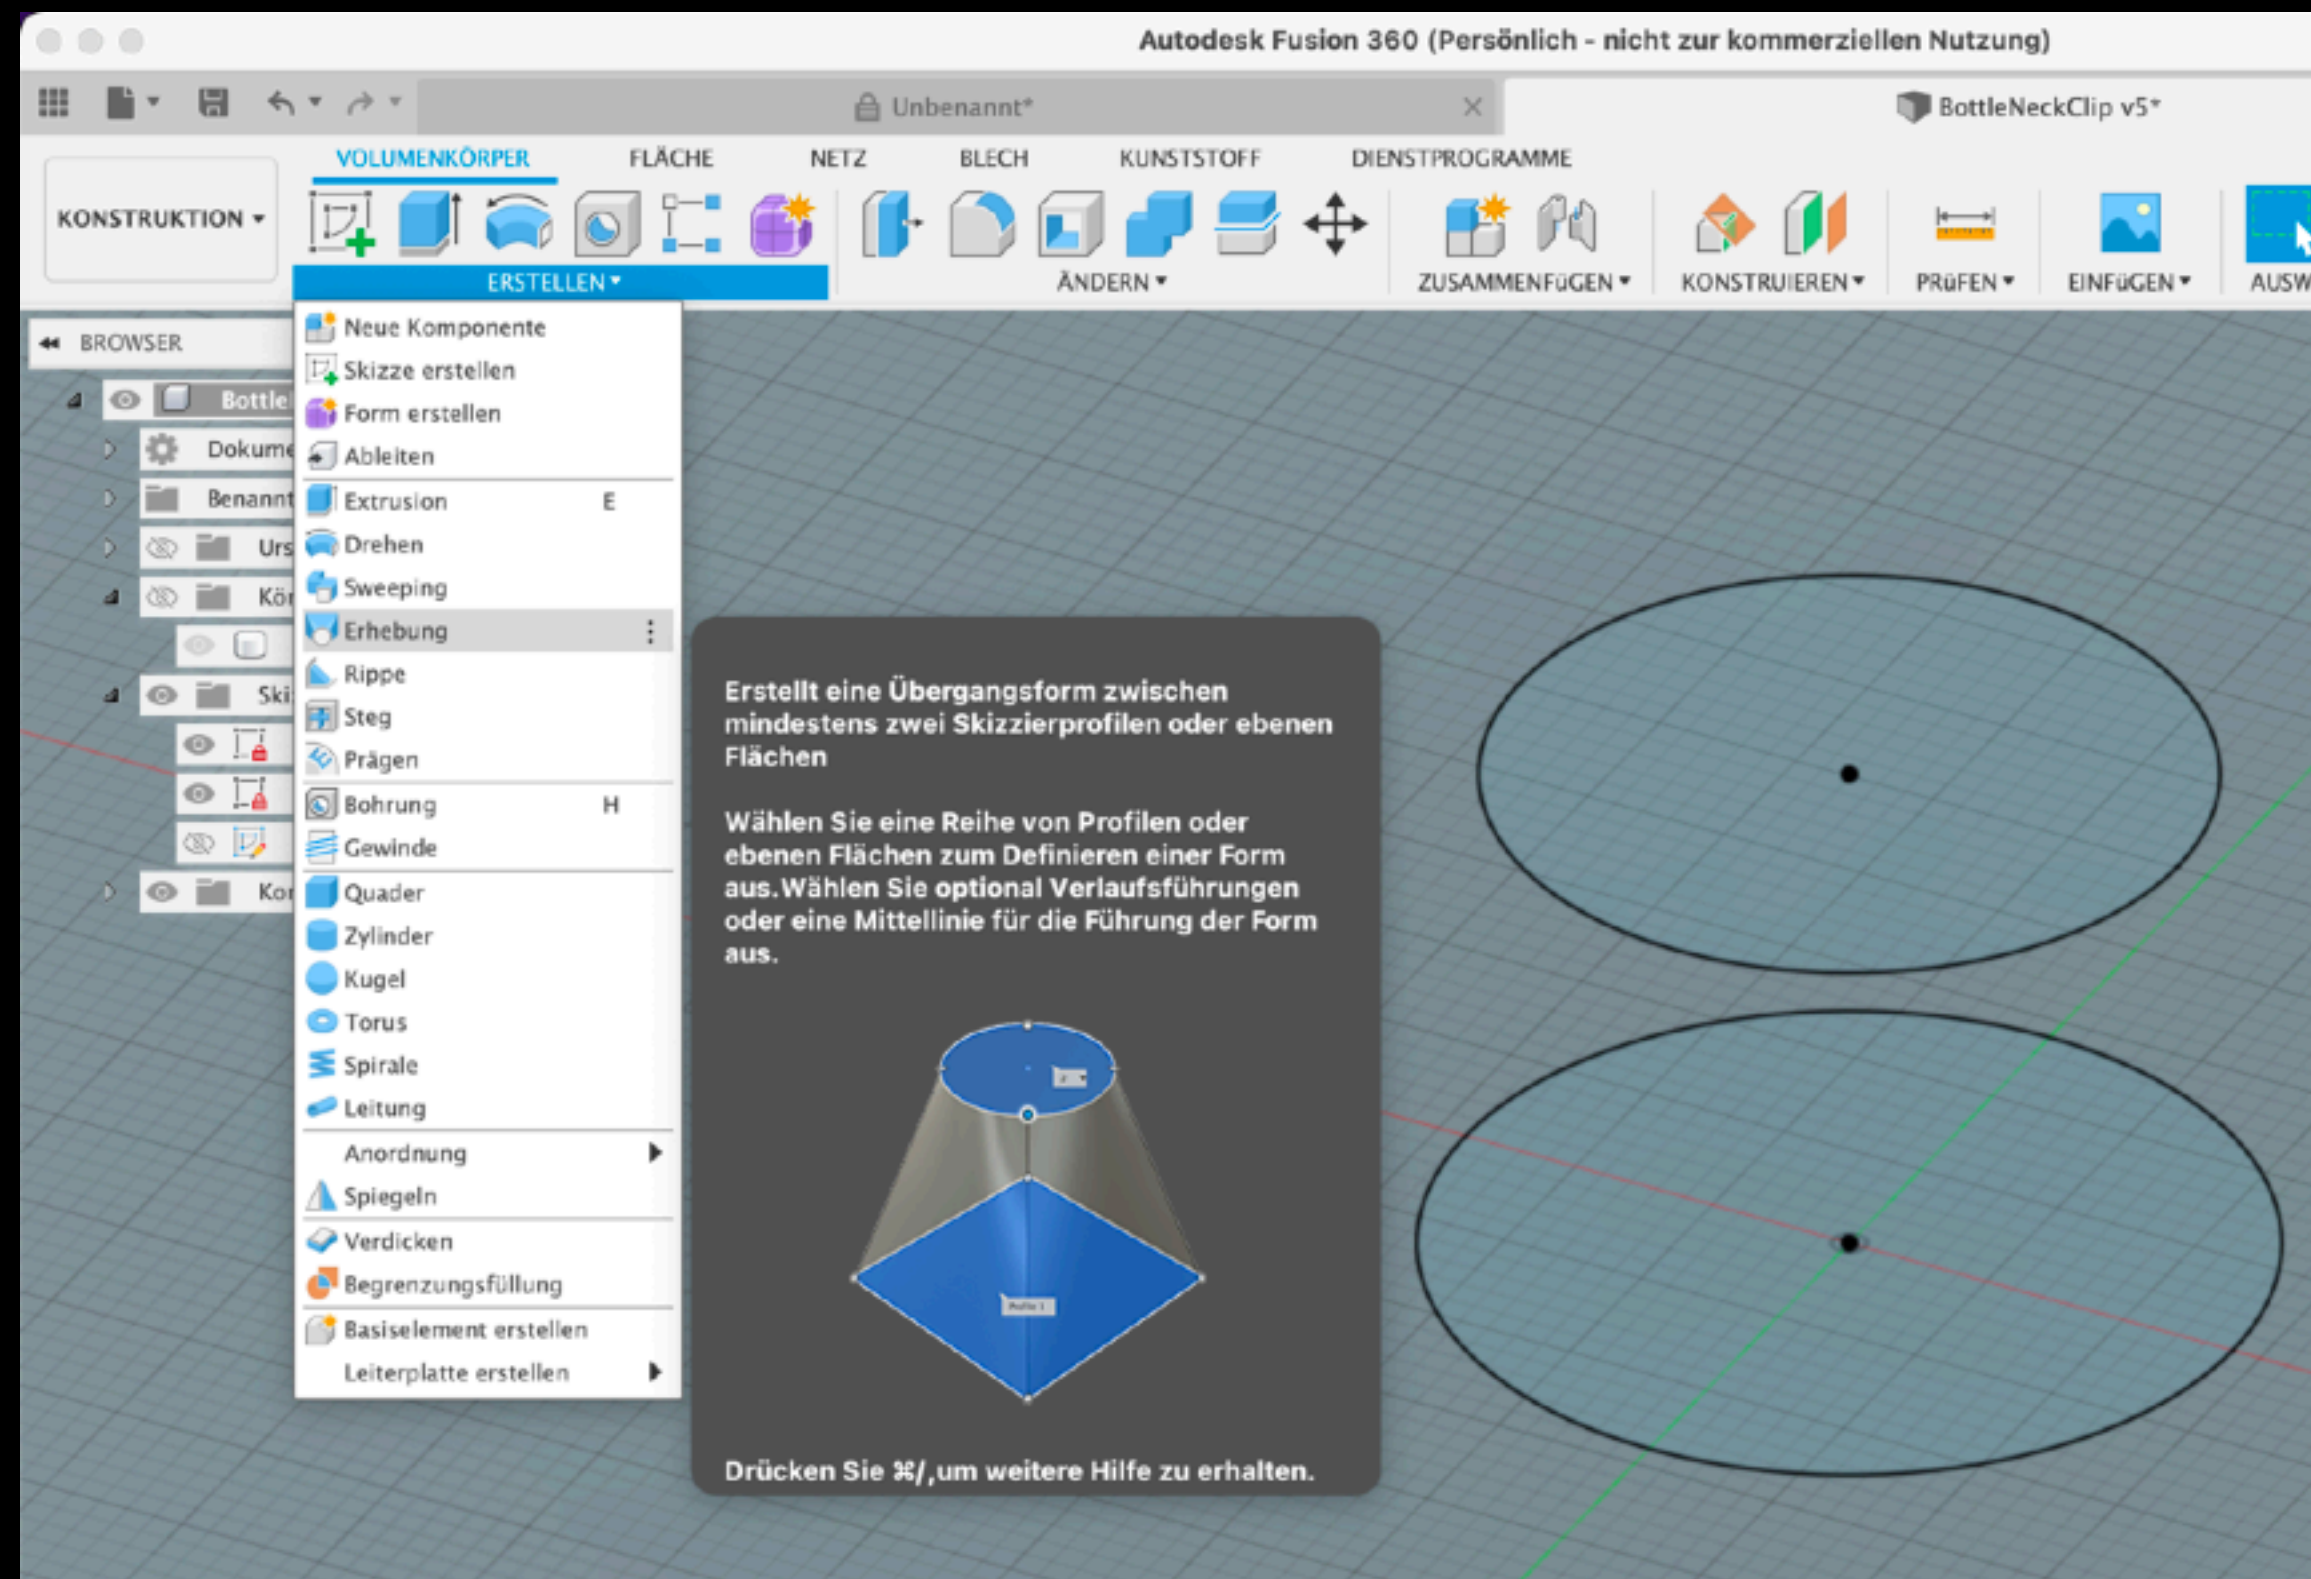 Autodesk Fusion 360 (Persönlich - nicht zur kommerziellen Nutzung)
Unbenannt*
BottleNeckClip v5*
VOLUMENKÖRPER FLÄCHE NETZ BLECH KUNSTSTOFF DIENSTPROGRAMME
KONSTRUKTION
ERSTELLEN ÄNDERN ZUSAMMENFüGEN KONSTRUIEREN PRüFEN EINFüGEN AUSW
BROWSER
Bottle
Dokume
Benannt
Urs
Kör
Ski
Kor
Neue Komponente
Skizze erstellen
Form erstellen
Ableiten
Extrusion E
Drehen
Sweeping
Erhebung
Rippe
Steg
Prägen
Bohrung H
Gewinde
Quader
Zylinder
Kugel
Torus
Spirale
Leitung
Anordnung
Spiegeln
Verdicken
Begrenzungsfüllung
Basiselement erstellen
Leiterplatte erstellen
Erstellt eine Übergangsform zwischen
mindestens zwei Skizzierprofilen oder ebenen
Flächen
Wählen Sie eine Reihe von Profilen oder
ebenen Flächen zum Definieren einer Form
aus.Wählen Sie optional Verlaufsführungen
oder eine Mittellinie für die Führung der Form
aus.
Drücken Sie ⌘/,um weitere Hilfe zu erhalten.